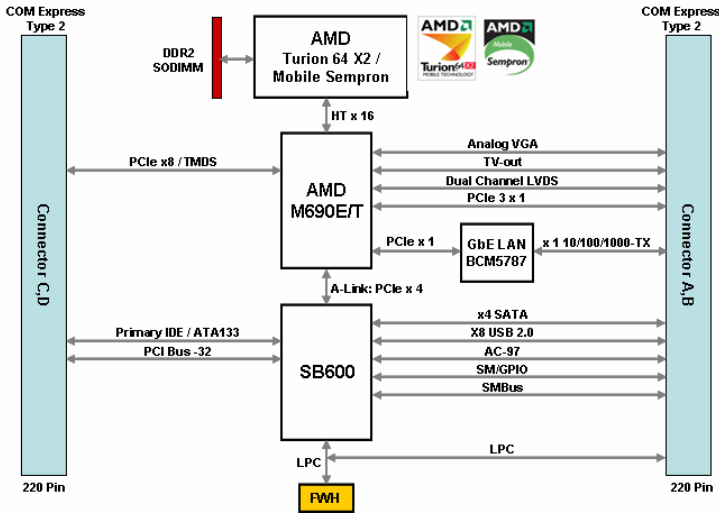 COM Express
Type 2
COM Express
Type 2
DDR2
SODIMM
AMD
Turion 64 X2 /
Mobile Sempron
AMD
Turion 64 X2
MOBILE TECHNOLOGY
AMD
Mobile
Sempron
HT x 16
PCIe x8 / TMDS
AMD
M690E/T
Analog VGA
TV-out
Dual Channel LVDS
PCIe 3 x 1
PCIe x 1
GbE LAN
BCM5787
x 1 10/100/1000-TX
Connector C,D
Connector A,B
A-Link: PCIe x 4
Primary IDE / ATA133
PCI Bus -32
SB600
x4 SATA
X8 USB 2.0
AC-97
SM/GPIO
SMBus
LPC
LPC
FWH
220 Pin
220 Pin